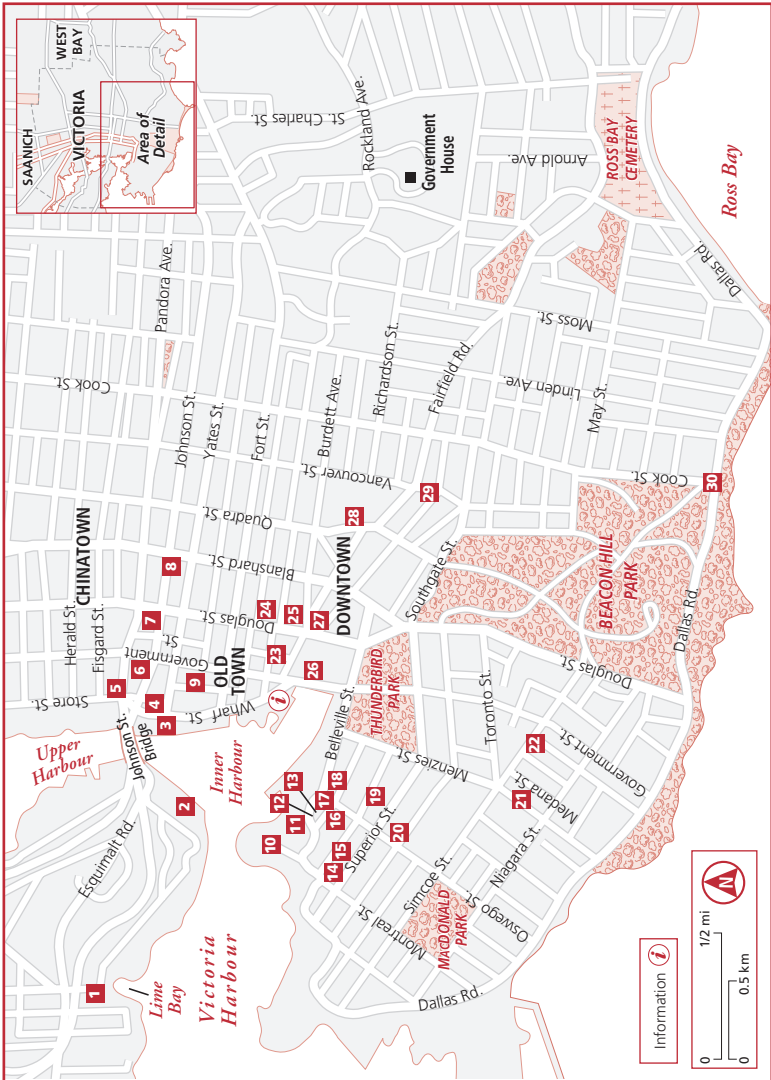 SAANICH
WEST
BAY
VICTORIA
Area of
Detail
St. Charles St.
Rockland Ave.
Government
House
Arnold Ave.
ROSS BAY
CEMETERY
Ross Bay
Dallas Rd.
Pandora Ave.
Cook St.
Johnson St.
Yates St.
Fort St.
Burdett Ave.
Richardson St.
Fairfield Rd.
Moss St.
Linden Ave.
May St.
Cook St.
30
Vancouver St.
29
28
Quadra St.
Blanshard St.
CHINATOWN
8
DOWNTOWN
Southgate St.
BEACON HILL
PARK
Dallas Rd.
Herald St.
Fisgard St.
7
Douglas St.
24
25
27
Government
St.
6
5
9
OLD
TOWN
23
26
Store St.
4
3
Wharf St.
i
Johnson St.
Bridge
Upper
Harbour
Inner
Harbour
Belleville St.
THUNDERBIRD
PARK
Douglas St.
Toronto St.
Menzies St.
22
Government St.
21
Medana St.
2
Esquimalt Rd.
10
11
12
13
17
18
16
15
14
19
20
Superior St.
Simcoe St.
Niagara St.
Oswego St.
Montreal St.
MACDONALD
PARK
Dallas Rd.
1
Lime
Bay
Victoria
Harbour
Information i
0 1/2 mi
0 0.5 km
N